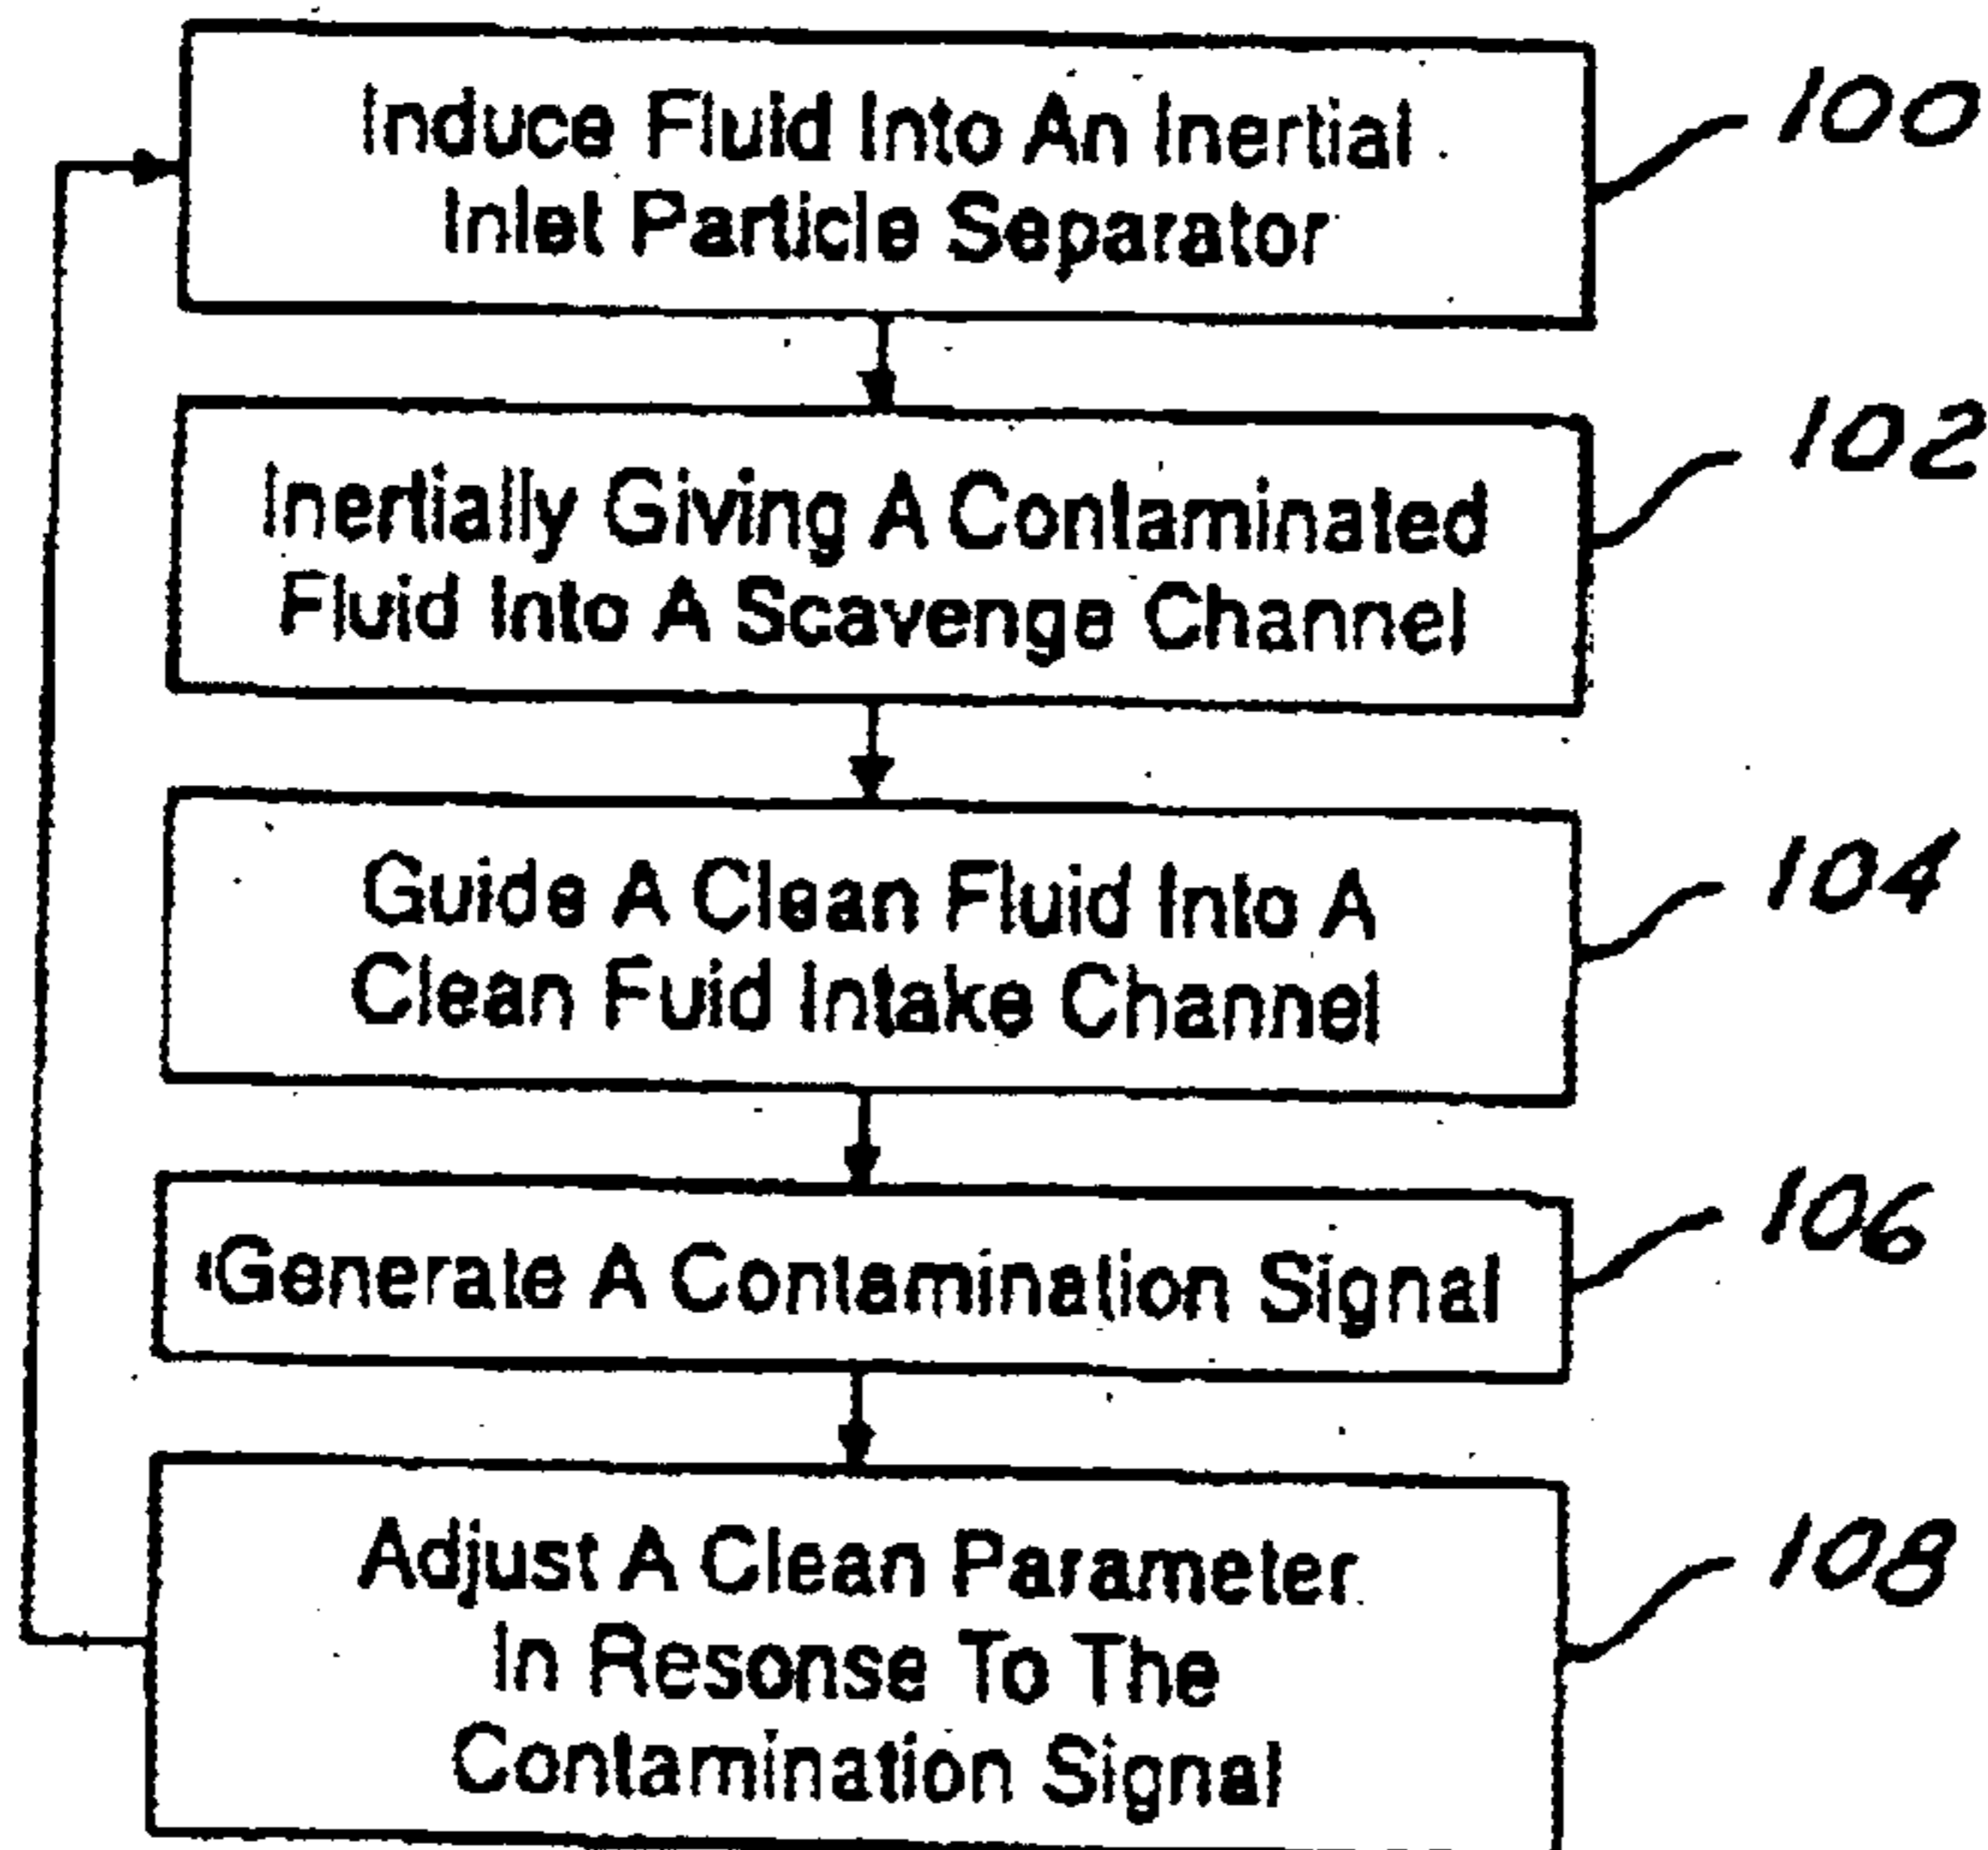 Induce Fluid Into An Inertial
Inlet Particle Separator
100
Inertially Giving A Contaminated
Fluid Into A Scavenge Channel
102
Guide A Clean Fluid Into A
Clean Fuid Intake Channel
104
Generate A Contamination Signal
106
Adjust A Clean Parameter
In Resonse To The
Contamination Signal
108